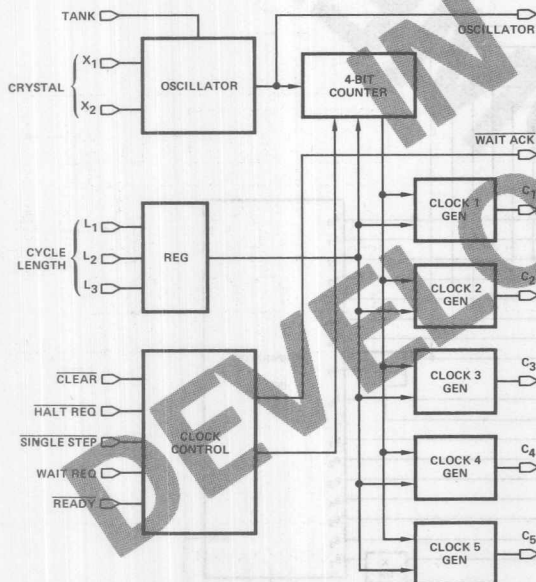 TANK
OSCILLATOR
CRYSTAL
X1
X2
OSCILLATOR
4-BIT
COUNTER
WAIT ACK
CYCLE
LENGTH
L1
L2
L3
REG
CLEAR
HALT REQ
SINGLE STEP
WAIT REQ
READY
CLOCK
CONTROL
CLOCK 1
GEN
C1
CLOCK 2
GEN
C2
CLOCK 3
GEN
C3
CLOCK 4
GEN
C4
CLOCK 5
GEN
C5
IN
DEVELO